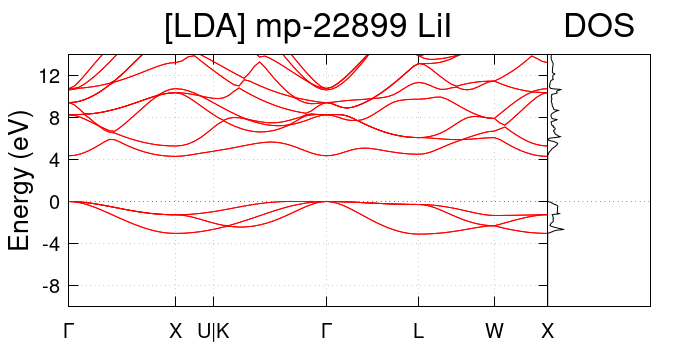 [LDA] mp-22899 LiI DOS
Energy (eV)
12
8
4
0
-4
-8
Γ X U|K Γ L W X